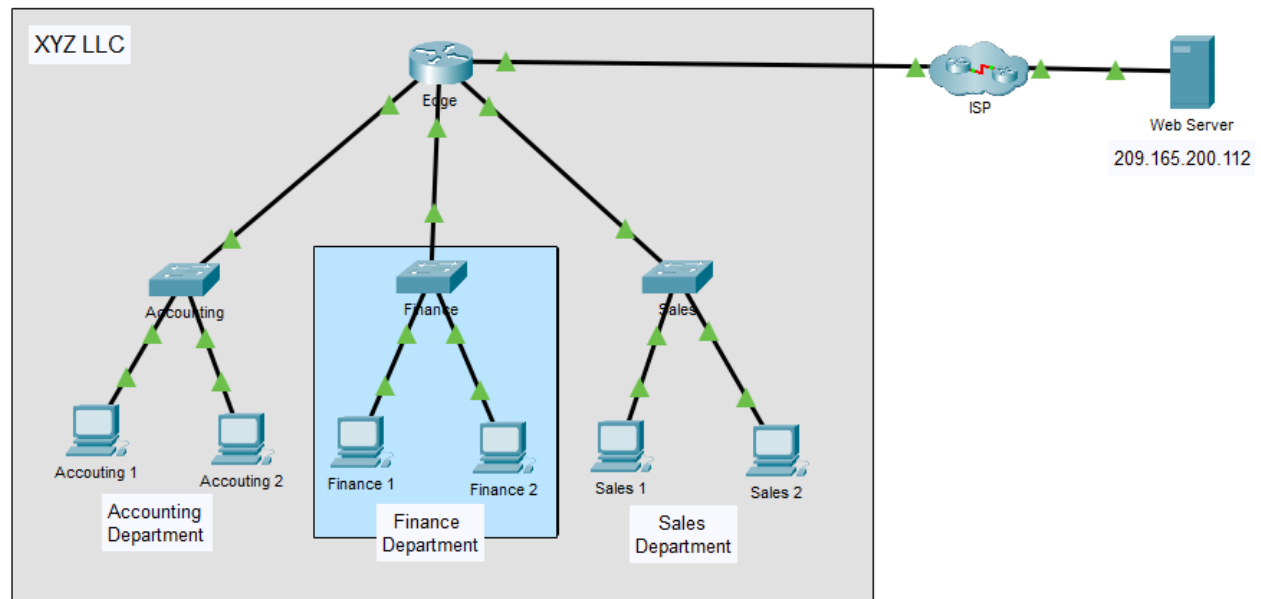 XYZ LLC
Edge
ISP
Web Server
209.165.200.112
Accounting
Finance
Sales
Accouting 1
Accouting 2
Finance 1
Finance 2
Sales 1
Sales 2
Accounting
Department
Finance
Department
Sales
Department